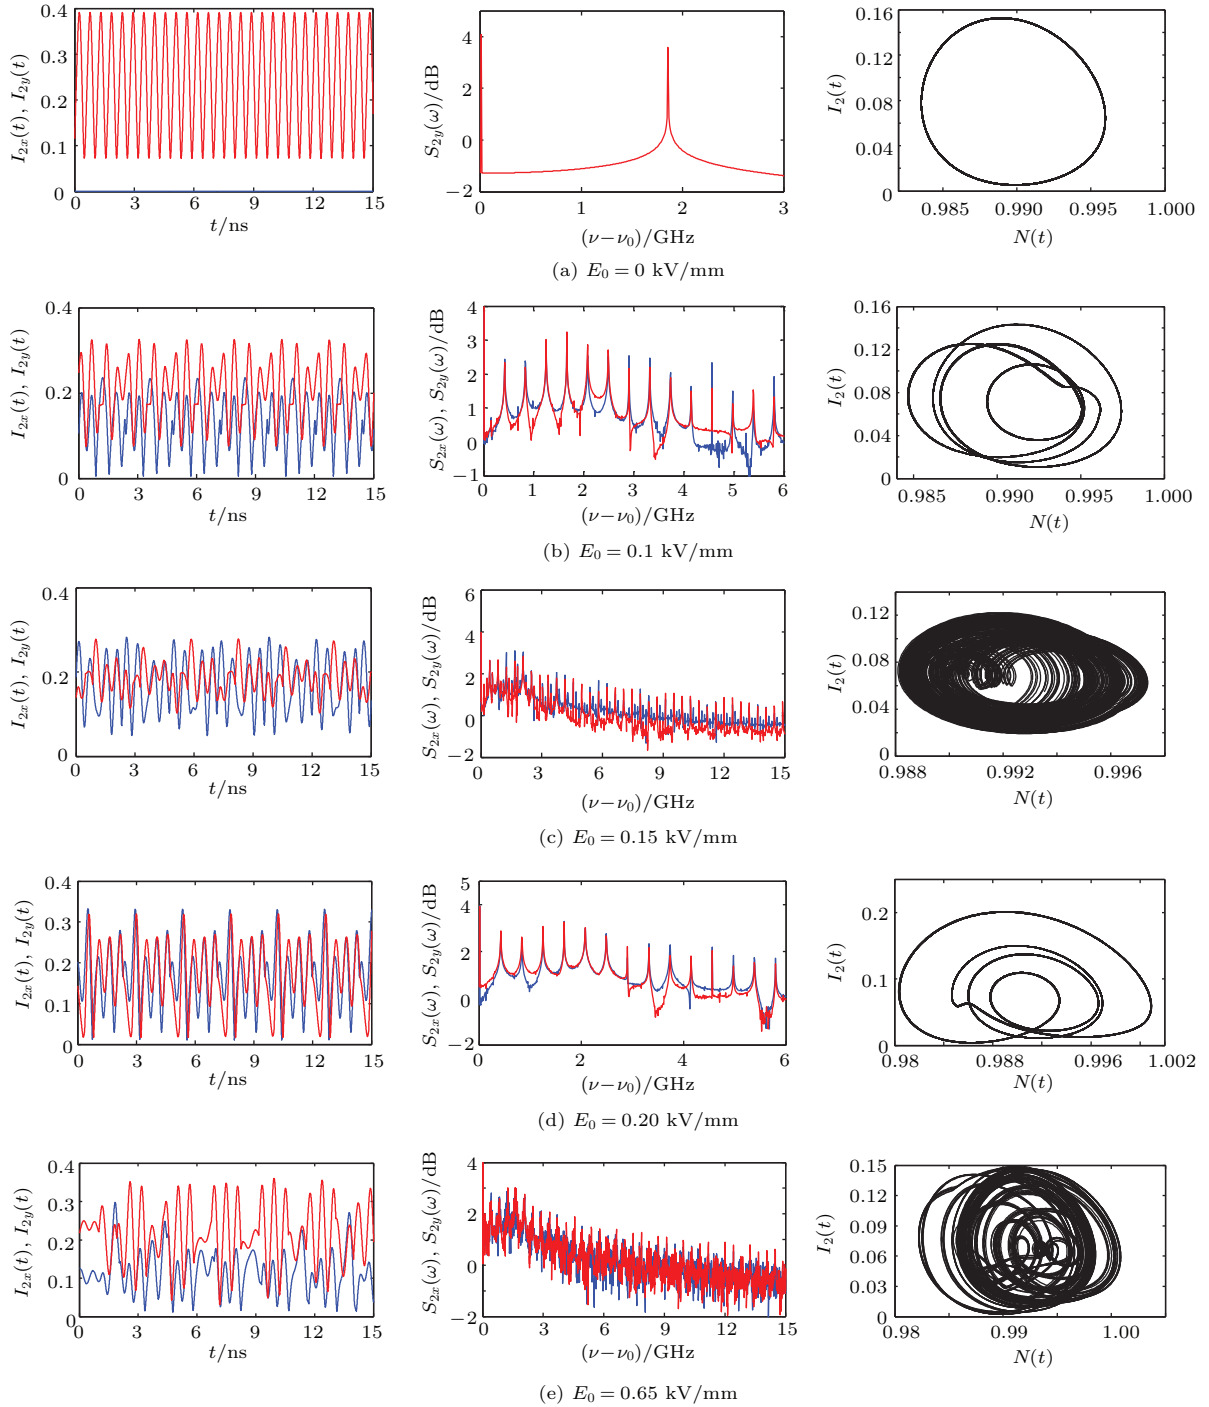 I2x(t), I2y(t)
0.4
0.3
0.2
0.1
0
0 3 6 9 12 15
t/ns
S2y(ω)/dB
4
2
0
−2
0 1 2 3
(ν−ν0)/GHz
I2(t)
0.16
0.12
0.08
0.04
0
0.985 0.990 0.995 1.000
N(t)
(a) E0 = 0 kV/mm
I2x(t), I2y(t)
0.4
0.2
0
0 3 6 9 12 15
t/ns
S2x(ω), S2y(ω)/dB
4
3
2
1
0
−1
0 1 2 3 4 5 6
(ν−ν0)/GHz
I2(t)
0.16
0.12
0.08
0.04
0
0.985 0.990 0.995 1.000
N(t)
(b) E0 = 0.1 kV/mm
I2x(t), I2y(t)
0.4
0.2
0
0 3 6 9 12 15
t/ns
S2x(ω), S2y(ω)/dB
6
4
2
0
−2
0 3 6 9 12 15
(ν−ν0)/GHz
I2(t)
0.12
0.08
0.04
0
0.988 0.992 0.996
N(t)
(c) E0 = 0.15 kV/mm
I2x(t), I2y(t)
0.4
0.3
0.2
0.1
0
0 3 6 9 12 15
t/ns
S2x(ω), S2y(ω)/dB
5
4
2
0
−2
0 2 4 6
(ν−ν0)/GHz
I2(t)
0.2
0.1
0
0.98 0.988 0.996 1.002
N(t)
(d) E0 = 0.20 kV/mm
I2x(t), I2y(t)
0.4
0.3
0.2
0.1
0
0 3 6 9 12 15
t/ns
S2x(ω), S2y(ω)/dB
4
2
0
−2
0 3 6 9 12 15
(ν−ν0)/GHz
I2(t)
0.15
0.12
0.09
0.06
0.03
0
0.98 0.99 1.00
N(t)
(e) E0 = 0.65 kV/mm